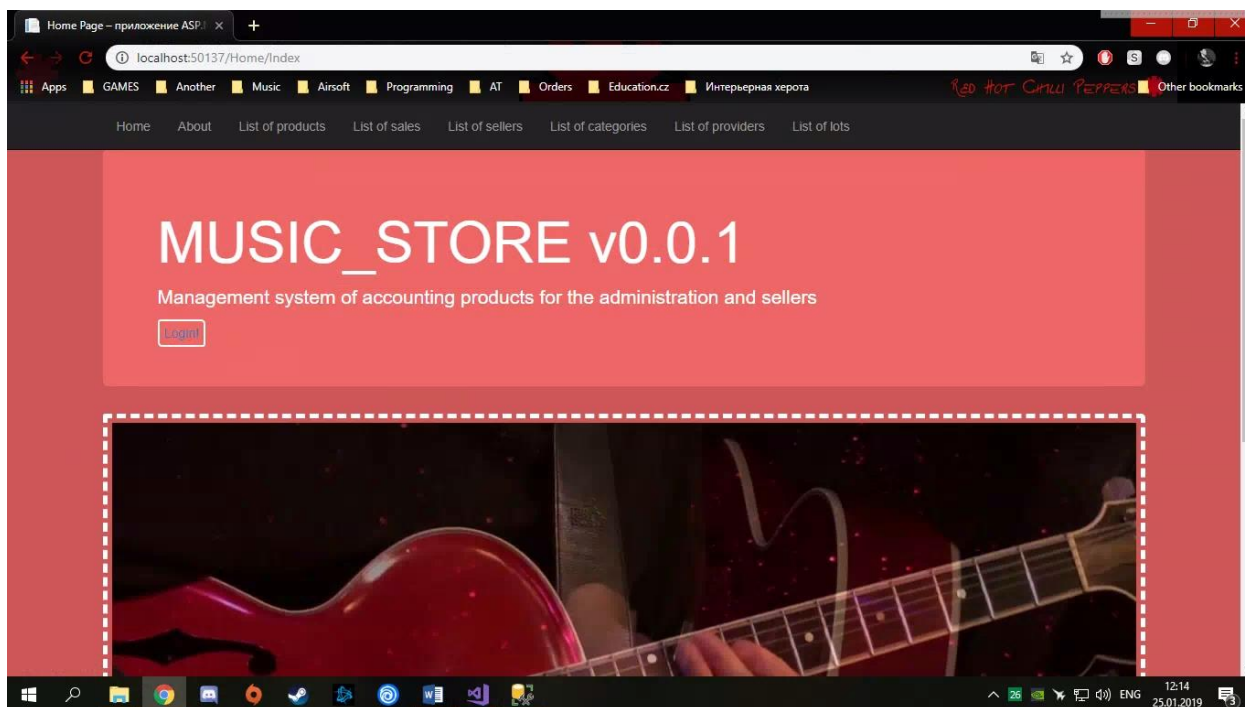 Home Page – приложение ASP.
localhost:50137/Home/Index
S
Apps GAMES Another Music Airsoft Programming AT Orders Education.cz Интерьерная херота RED HOT CHILI PEPPERS Other bookmarks
Home About List of products List of sales List of sellers List of categories List of providers List of lots
MUSIC_STORE v0.0.1
Management system of accounting products for the administration and sellers
Login!
26 ENG 12:14
25.01.2019
3